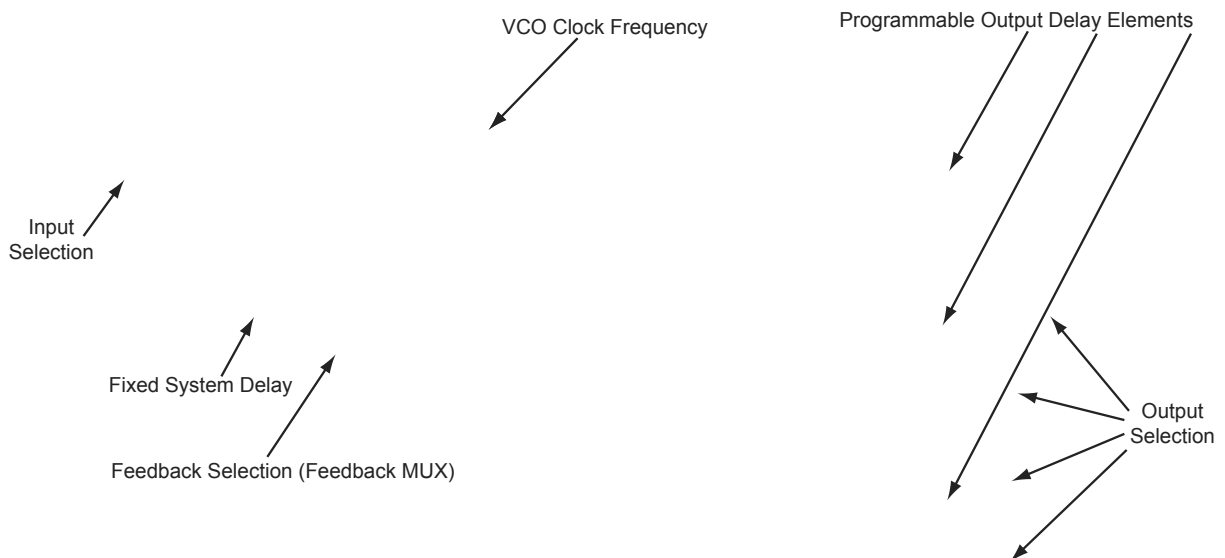 VCO Clock Frequency
Programmable Output Delay Elements
Input
Selection
Fixed System Delay
Feedback Selection (Feedback MUX)
Output
Selection